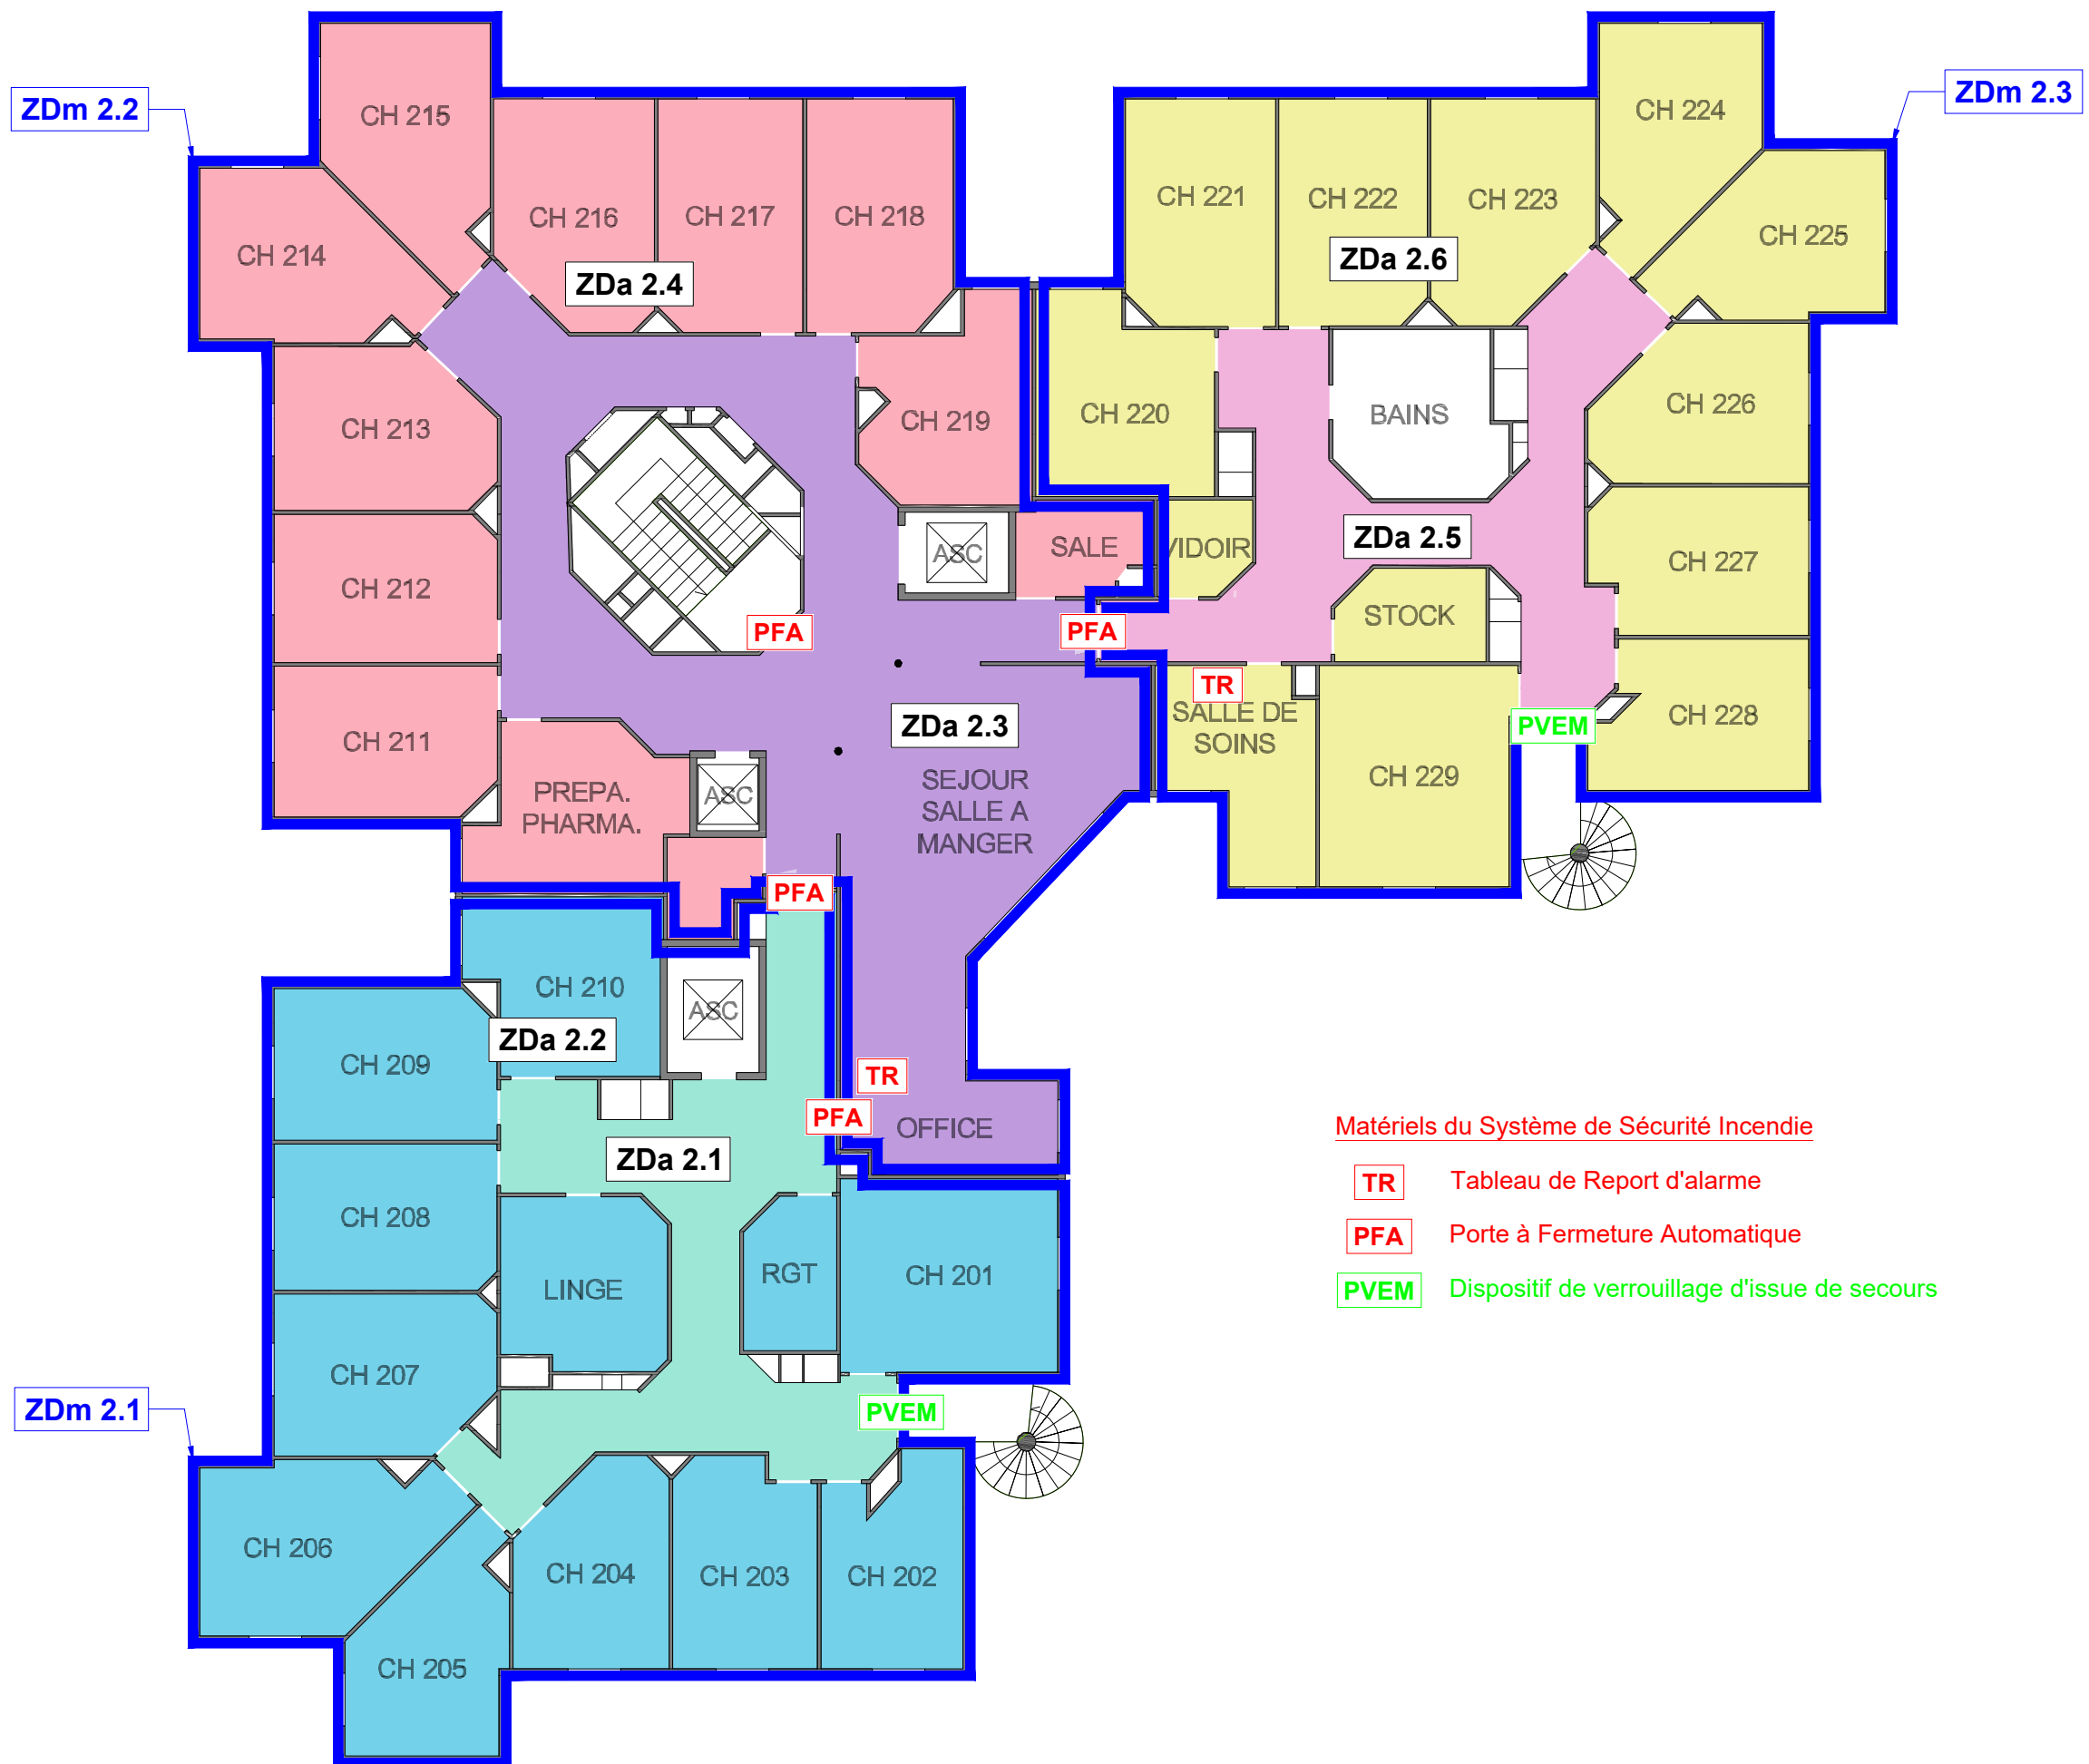 ZDm 2.2
ZDm 2.3
CH 215
CH 214
CH 216
CH 217
CH 218
ZDa 2.4
CH 213
CH 219
CH 212
CH 211
ASC
SALE
PFA
PFA
ZDa 2.3
SEJOUR
SALLE A
MANGER
PREPA.
PHARMA.
ASC
PFA
TR
PFA
OFFICE
CH 224
CH 221
CH 222
CH 223
CH 225
ZDa 2.6
CH 220
BAINS
CH 226
ZDa 2.5
VIDOIR
CH 227
STOCK
TR
SALLE DE
SOINS
PVEM
CH 228
CH 229
CH 210
ASC
ZDa 2.2
CH 209
ZDa 2.1
CH 208
LINGE
RGT
CH 201
CH 207
ZDm 2.1
PVEM
CH 206
CH 204
CH 203
CH 202
CH 205
Matériels du Système de Sécurité Incendie
TR Tableau de Report d'alarme
PFA Porte à Fermeture Automatique
PVEM Dispositif de verrouillage d'issue de secours